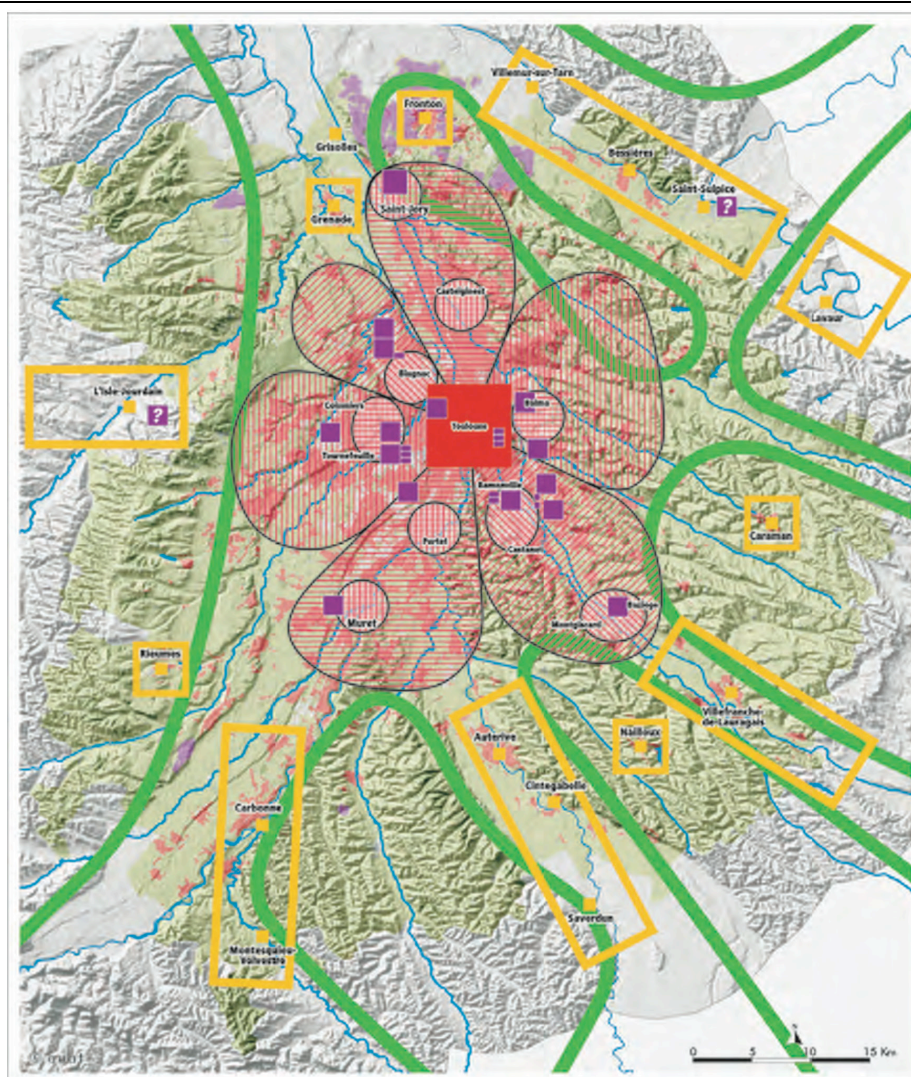 Villemur-sur-Tarn
Fronton
Grisolles
Bessières
Saint-Sulpice
?
Grenade
Saint-Jory
Castelginest
Lavaur
L'Isle-Jourdain
?
Blagnac
Colomiers
Balma
Toulouse
Tournefeuille
Ramonville
Portet
Castanet
Caraman
Muret
Baziège
Montgiscard
Rieumes
Villefranche-
de-Lauragais
Auterive
Nailloux
Cintegabelle
Carbonne
Saverdun
Montesquieu-
Volvestre
N
0 5 10 15 Km